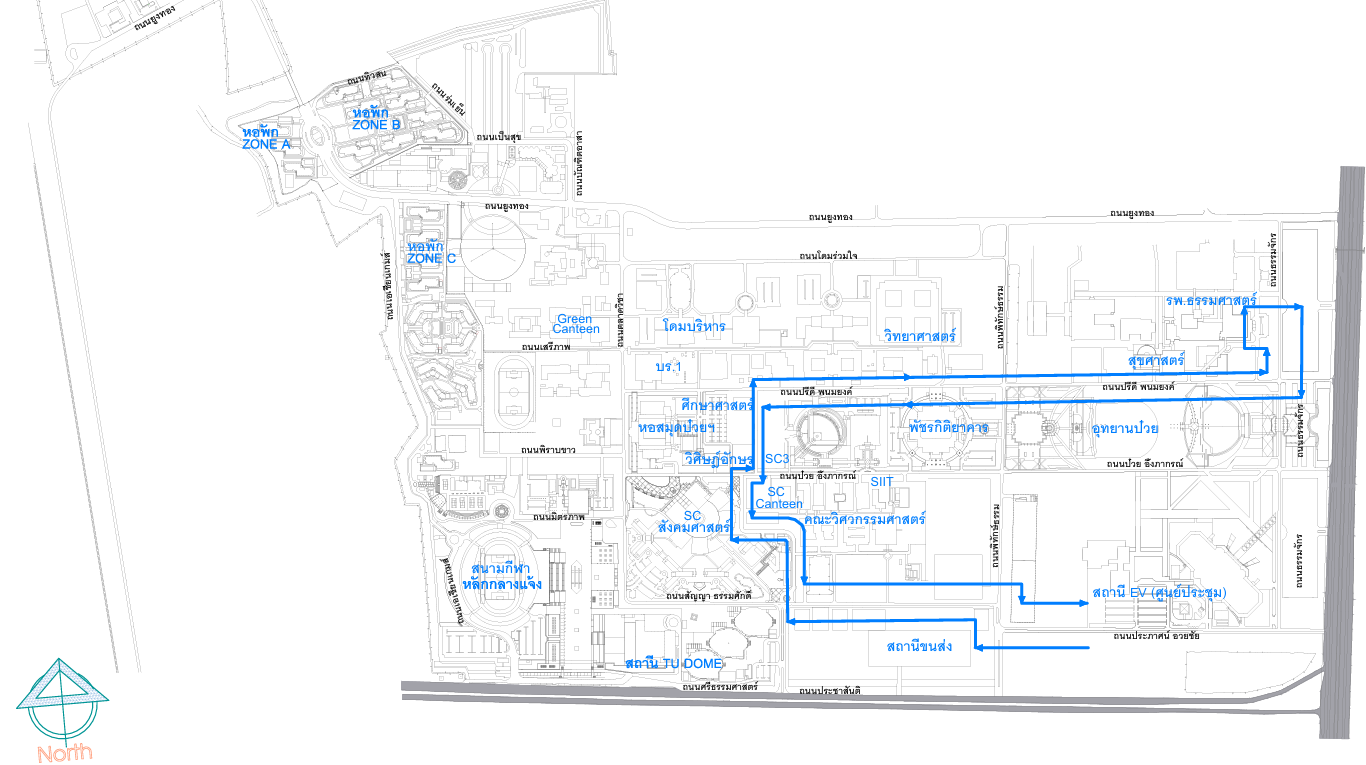 ถนนยูงทอง
ถนนทิวสน
ถนนร่มเย็น
หอพัก
ZONE B
หอพัก
ZONE A
ถนนเป็นสุข
ถนนบัณฑิตอาสา
ถนนยูงทอง
ถนนยูงทอง
ถนนยูงทอง
หอพัก
ZONE C
ถนนเอเชียนเกมส์
ถนนโดมร่วมใจ
ถนนธรรมจักร
ถนนพิทักษ์ธรรม
รพ.ธรรมศาสตร์
Green
Canteen
ถนนตลาดวิชา
โดมบริหาร
วิทยาศาสตร์
ถนนเสรีภาพ
สุขศาสตร์
บร.1
ถนนปรีดี พนมยงค์
ถนนปรีดี พนมยงค์
ศึกษาศาสตร์
หอสมุดป๋วยฯ
พัชรกิติยาคาร
อุทยานป๋วย
ถนนธรรมจักร
ถนนพิราบขาว
วิศิษฏ์อักษร
SC3
ถนนป๋วย อึ๊งภากรณ์
ถนนป๋วย อึ๊งภากรณ์
SIIT
SC
Canteen
ถนนมิตรภาพ
SC
สังคมศาสตร์
คณะวิศวกรรมศาสตร์
ถนนพิทักษ์ธรรม
ถนนธรรมจักร
สนามกีฬา
หลักกลางแจ้ง
ถนนสัญญา ธรรมศักดิ์
สถานี EV (ศูนย์ประชุม)
ถนนประภาศน์ อวยชัย
สถานีขนส่ง
สถานี TU DOME
ถนนศรีธรรมศาสตร์
ถนนประชาสันติ
North